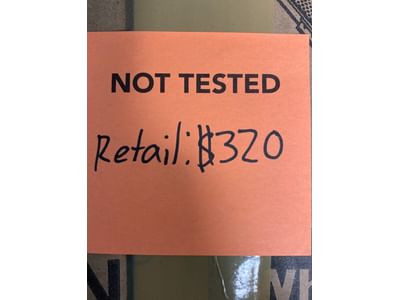 NOT TESTED
Retail: $320